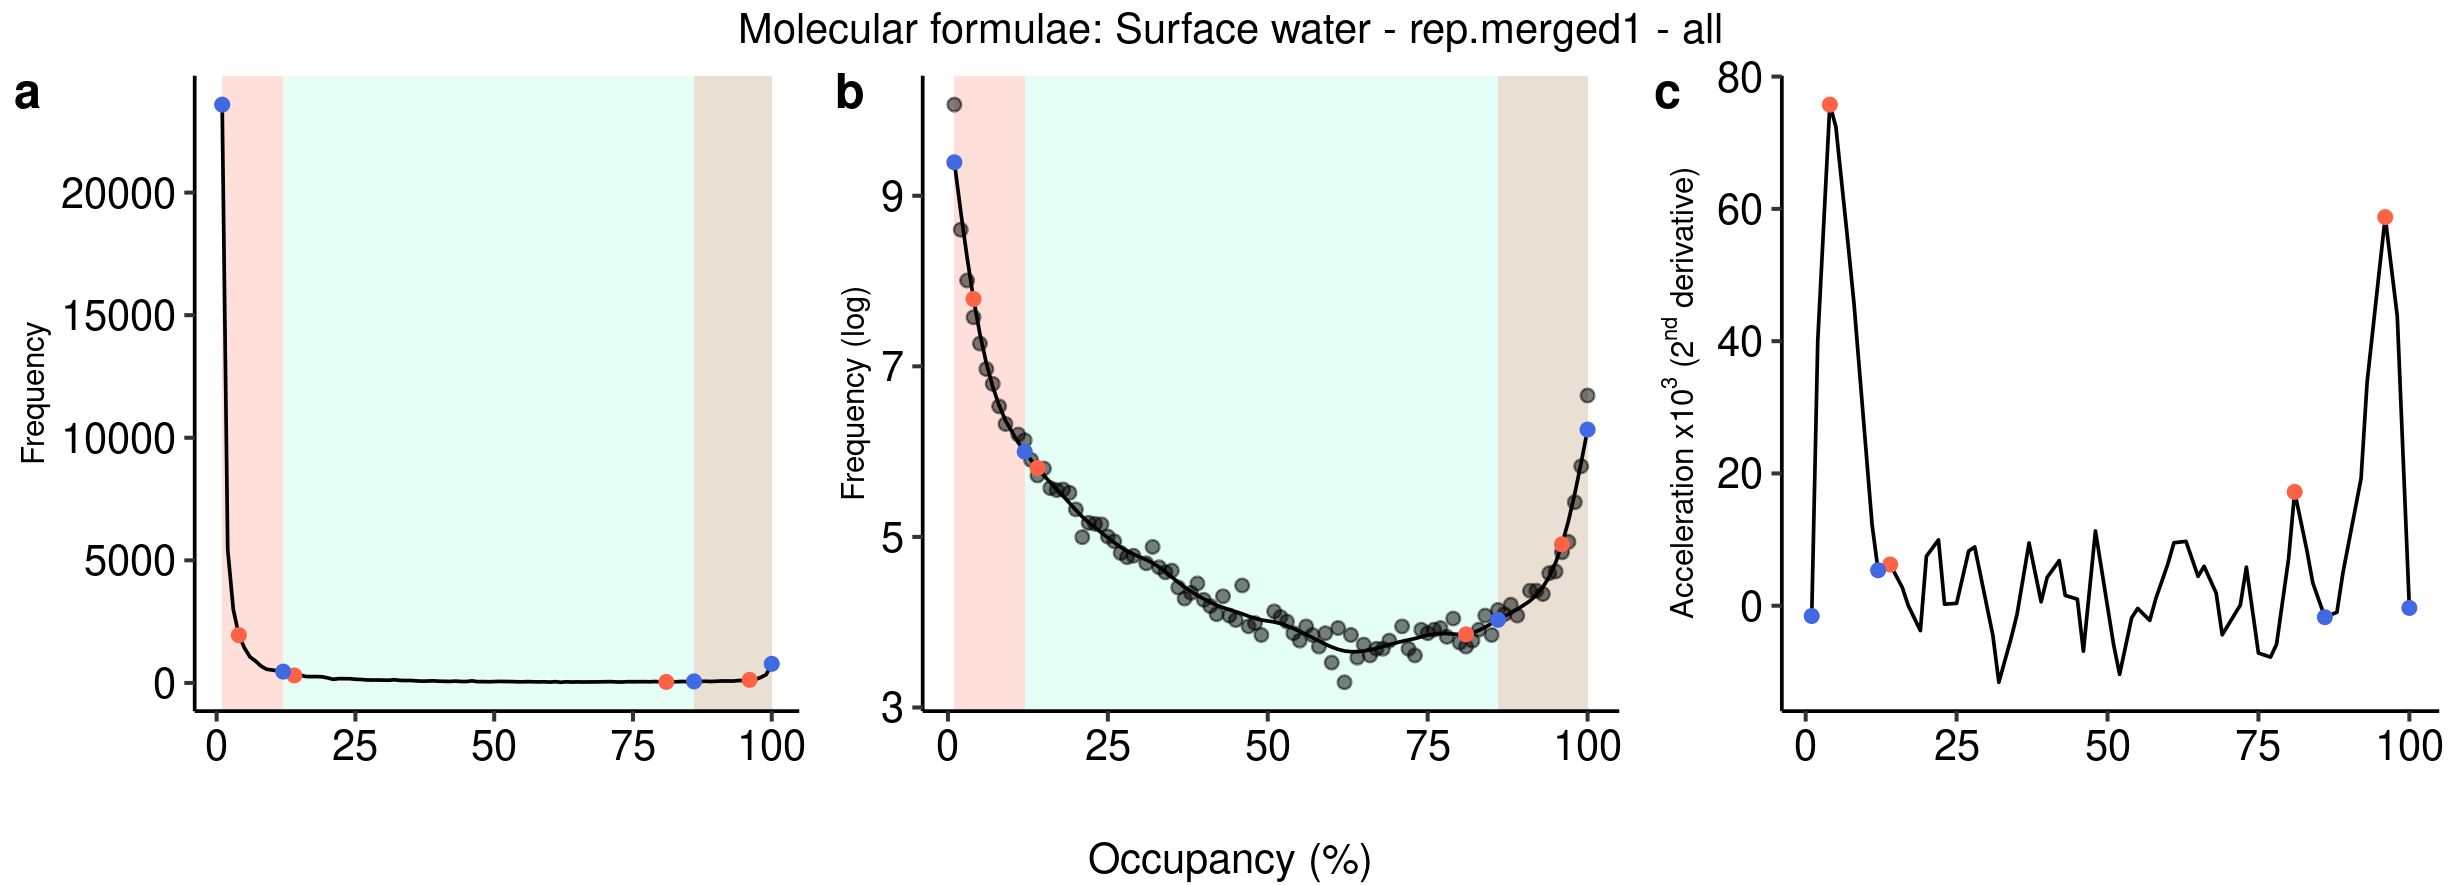 Molecular formulae: Surface water - rep.merged1 - all
a
Frequency
20000
15000
10000
5000
0
0 25 50 75 100
b
Frequency (log)
9
7
5
3
0 25 50 75 100
c
Acceleration x10³ (2ⁿᵈ derivative)
80
60
40
20
0
0 25 50 75 100
Occupancy (%)